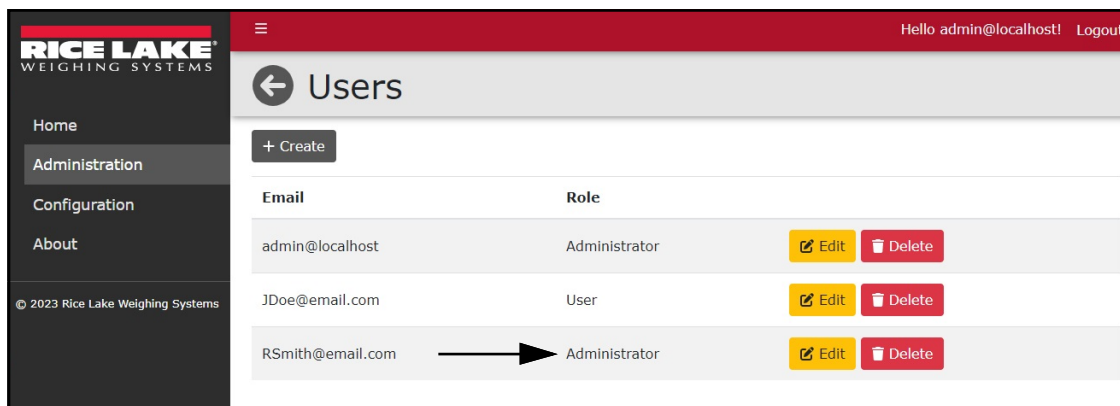 RICE LAKE®
WEIGHING SYSTEMS
Home
Administration
Configuration
About
© 2023 Rice Lake Weighing Systems
Hello admin@localhost! Logout
Users
+ Create
Email Role
admin@localhost Administrator Edit Delete
JDoe@email.com User Edit Delete
RSmith@email.com Administrator Edit Delete